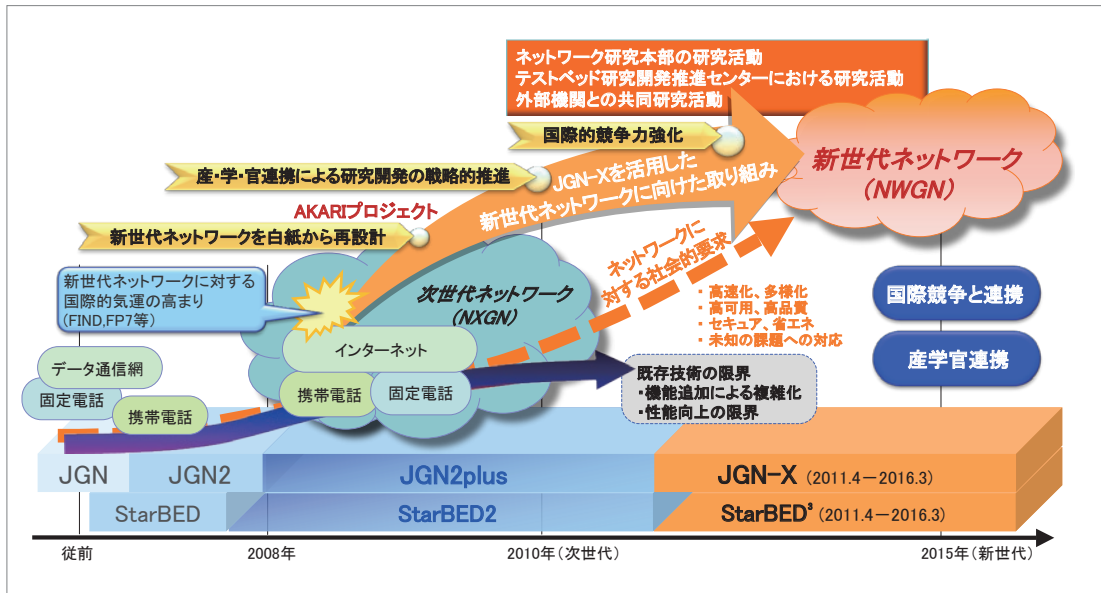 ネットワーク研究本部の研究活動
テストベッド研究開発推進センターにおける研究活動
外部機関との共同研究活動
国際的競争力強化
産・学・官連携による研究開発の戦略的推進
AKARIプロジェクト
新世代ネットワークを白紙から再設計
JGN-Xを活用した
新世代ネットワークに向けた取り組み
新世代ネットワーク
(NWGN)
新世代ネットワークに対する
国際的気運の高まり
(FIND,FP7等)
次世代ネットワーク
(NXGN)
ネットワークに
対する社会的要求
・高速化、多様化
・高可用、高品質
・セキュア、省エネ
・未知の課題への対応
国際競争と連携
産学官連携
インターネット
携帯電話
固定電話
データ通信網
固定電話
携帯電話
既存技術の限界
・機能追加による複雑化
・性能向上の限界
JGN
JGN2
JGN2plus
JGN-X (2011.4-2016.3)
StarBED
StarBED2
StarBED³ (2011.4-2016.3)
従前
2008年
2010年(次世代)
2015年(新世代)